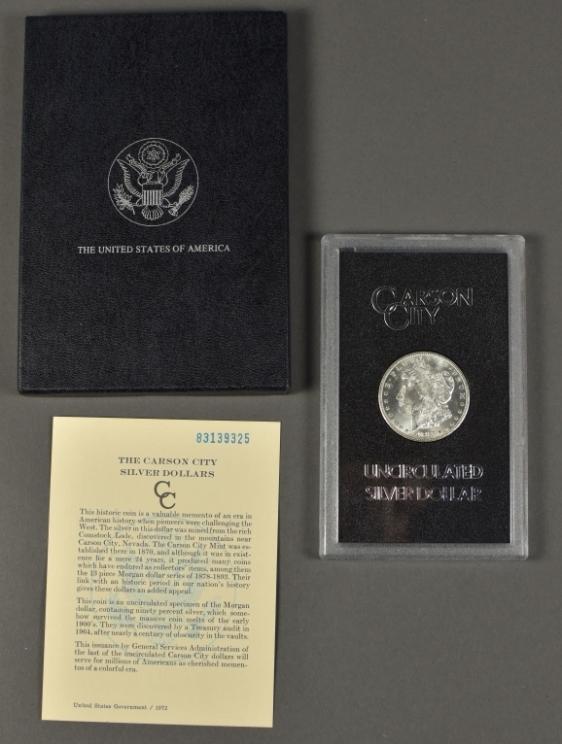 THE UNITED STATES OF AMERICA
CARSON
CITY
UNCIRCULATED
SILVER DOLLAR
83139325
THE CARSON CITY
SILVER DOLLARS
CC
This historic coin is a valuable memento of an era in
American history when pioneers were challenging the
West. The silver in this dollar was mined from the rich
Comstock Lode, discovered in the mountains near
Carson City, Nevada. The Carson City Mint was es-
tablished there in 1870, and although it was in exist-
ence for a mere 24 years, it produced many coins
which have endured as collectors' items, among them
the 13 piece Morgan dollar series of 1878-1893. Their
link with an historic period in our nation's history
gives these dollars an added appeal.
This coin is an uncirculated specimen of the Morgan
dollar, containing ninety percent silver, which some-
how survived the massive coin melts of the early
1900's. They were discovered by a Treasury audit in
1964, after nearly a century of obscurity in the vaults.
This issuance by General Services Administration of
the last of the uncirculated Carson City dollars will
serve for millions of Americans as cherished memen-
tos of a colorful era.
United States Government / 1972